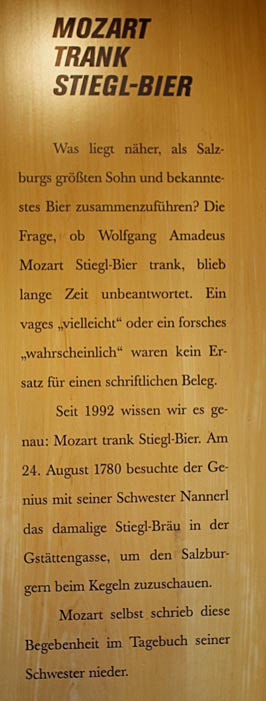 MOZART
TRANK
STIEGL-BIER
Was liegt näher, als Salz-
burgs größten Sohn und bekannte-
stes Bier zusammenzuführen? Die
Frage, ob Wolfgang Amadeus
Mozart Stiegl-Bier trank, blieb
lange Zeit unbeantwortet. Ein
vages „vielleicht“ oder ein forsches
„wahrscheinlich“ waren kein Er-
satz für einen schriftlichen Beleg.
Seit 1992 wissen wir es ge-
nau: Mozart trank Stiegl-Bier. Am
24. August 1780 besuchte der Ge-
nius mit seiner Schwester Nannerl
das damalige Stiegl-Bräu in der
Gstättengasse, um den Salzbur-
gern beim Kegeln zuzuschauen.
Mozart selbst schrieb diese
Begebenheit im Tagebuch seiner
Schwester nieder.